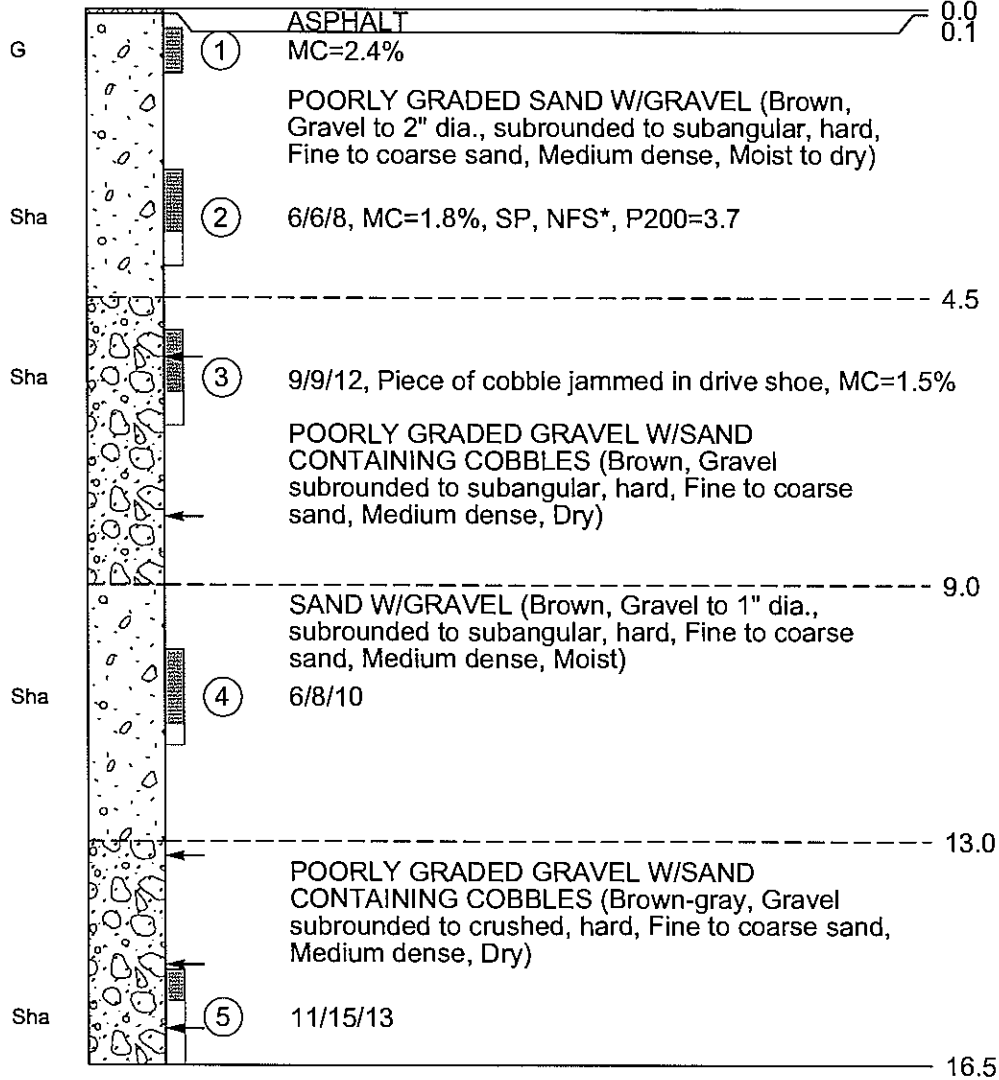 ASPHALT 0.0
0.1
G 1 MC=2.4%
POORLY GRADED SAND W/GRAVEL (Brown,
Gravel to 2" dia., subrounded to subangular, hard,
Fine to coarse sand, Medium dense, Moist to dry)
Sha 2 6/6/8, MC=1.8%, SP, NFS*, P200=3.7
4.5
Sha 3 9/9/12, Piece of cobble jammed in drive shoe, MC=1.5%
POORLY GRADED GRAVEL W/SAND
CONTAINING COBBLES (Brown, Gravel
subrounded to subangular, hard, Fine to coarse
sand, Medium dense, Dry)
9.0
SAND W/GRAVEL (Brown, Gravel to 1" dia.,
subrounded to subangular, hard, Fine to coarse
sand, Medium dense, Moist)
Sha 4 6/8/10
13.0
POORLY GRADED GRAVEL W/SAND
CONTAINING COBBLES (Brown-gray, Gravel
subrounded to crushed, hard, Fine to coarse sand,
Medium dense, Dry)
Sha 5 11/15/13
16.5